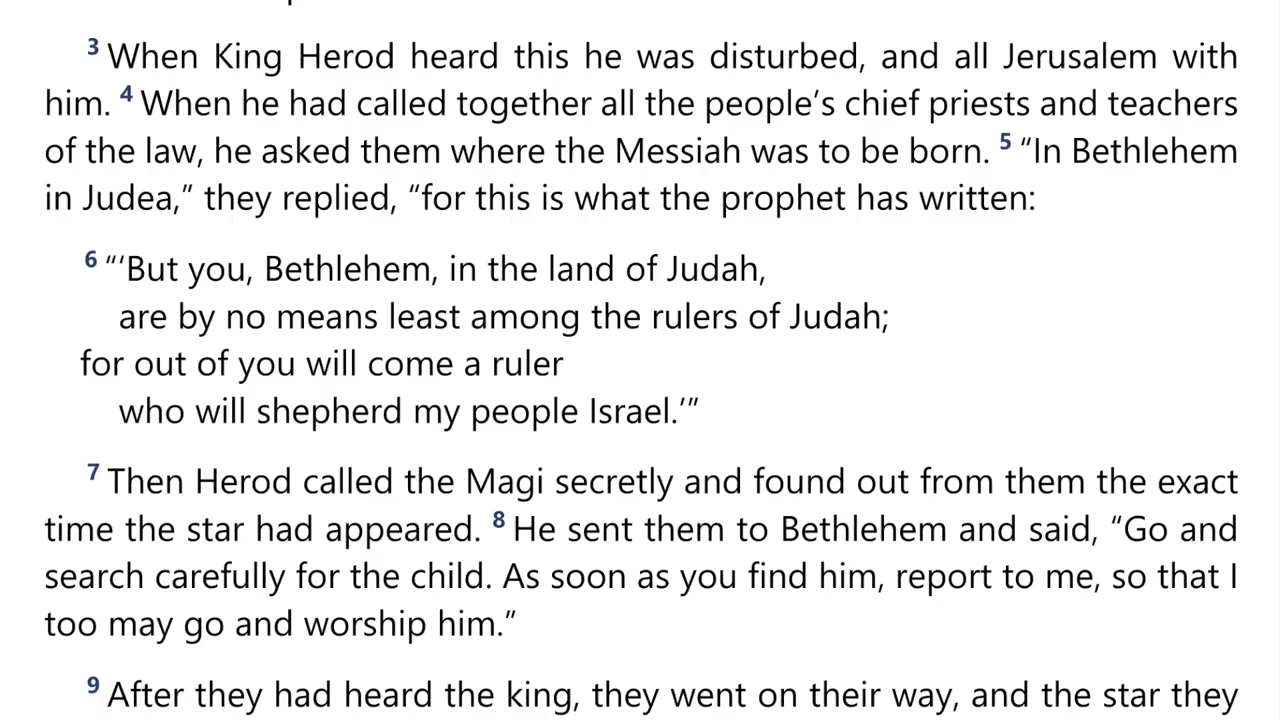 3 When King Herod heard this he was disturbed, and all Jerusalem with
him. 4 When he had called together all the people’s chief priests and teachers
of the law, he asked them where the Messiah was to be born. 5 “In Bethlehem
in Judea,” they replied, “for this is what the prophet has written:
6 “‘But you, Bethlehem, in the land of Judah,
are by no means least among the rulers of Judah;
for out of you will come a ruler
who will shepherd my people Israel.’”
7 Then Herod called the Magi secretly and found out from them the exact
time the star had appeared. 8 He sent them to Bethlehem and said, “Go and
search carefully for the child. As soon as you find him, report to me, so that I
too may go and worship him.”
9 After they had heard the king, they went on their way, and the star they